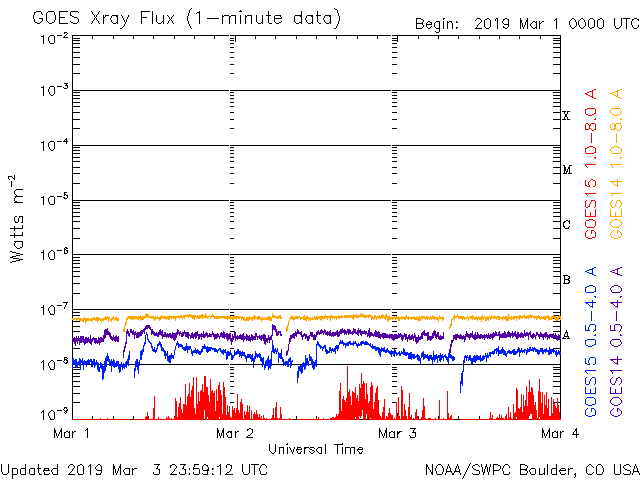 GOES Xray Flux (1-minute data)
Begin: 2019 Mar 1 0000 UTC
Watts m⁻²
10⁻²
10⁻³
10⁻⁴
10⁻⁵
10⁻⁶
10⁻⁷
10⁻⁸
10⁻⁹
X
M
C
B
A
GOES15 1.0-8.0 A
GOES14 1.0-8.0 A
GOES15 0.5-4.0 A
GOES14 0.5-4.0 A
Mar 1 Mar 2 Mar 3 Mar 4
Universal Time
Updated 2019 Mar 3 23:59:12 UTC
NOAA/SWPC Boulder, CO USA